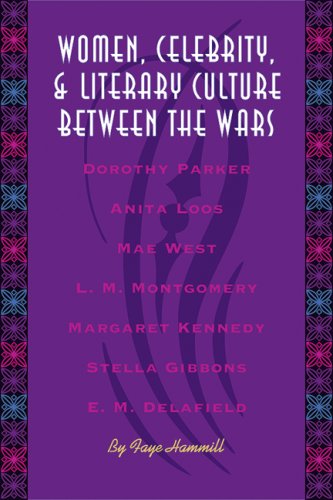 WOMEN, CELEBRITY,
& LITERARY CULTURE
BETWEEN THE WARS
DOROTHY PARKER
ANITA LOOS
MAE WEST
L. M. MONTGOMERY
MARGARET KENNEDY
STELLA GIBBONS
E. M. DELAFIELD
By Faye Hammill